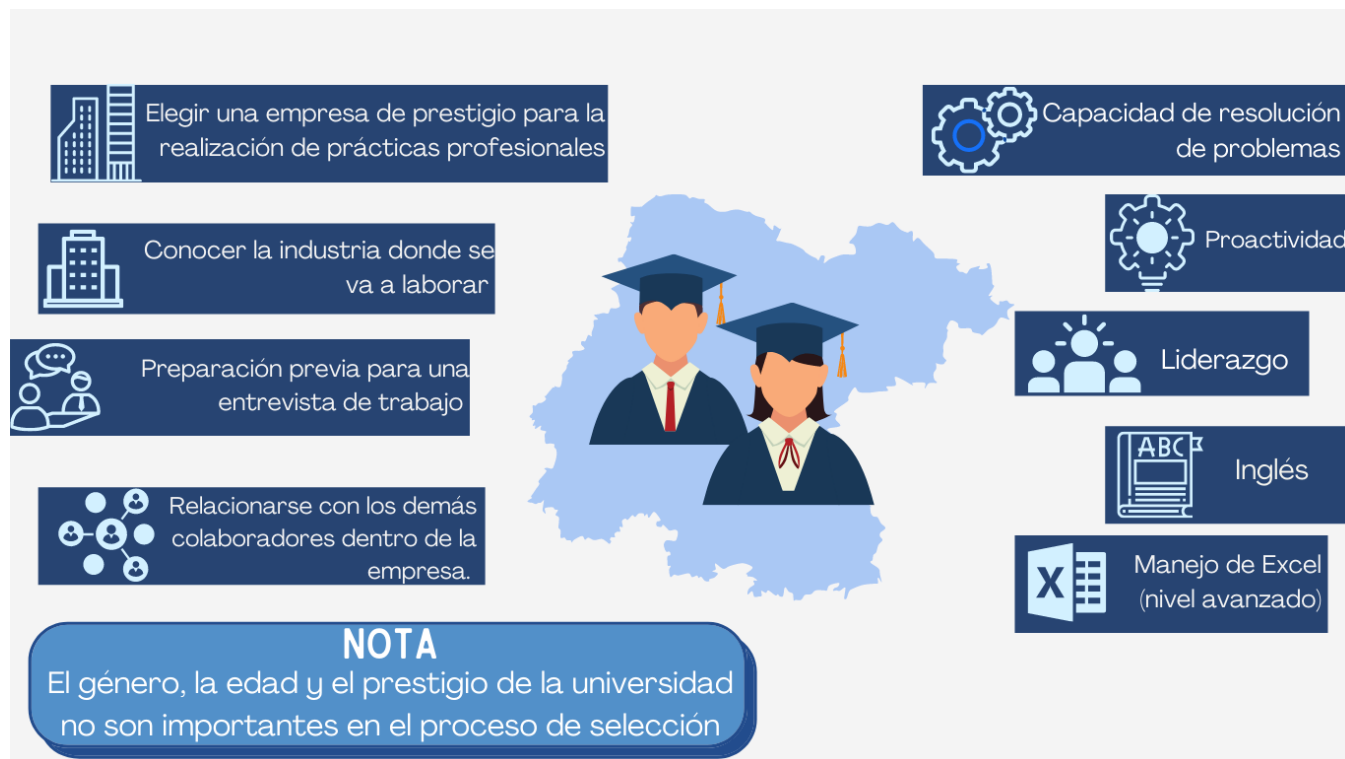 Elegir una empresa de prestigio para la
realización de prácticas profesionales
Conocer la industria donde se
va a laborar
Preparación previa para una
entrevista de trabajo
Relacionarse con los demás
colaboradores dentro de la
empresa.
Capacidad de resolución
de problemas
Proactividad
Liderazgo
ABC
Inglés
X
Manejo de Excel
(nivel avanzado)
NOTA
El género, la edad y el prestigio de la universidad
no son importantes en el proceso de selección